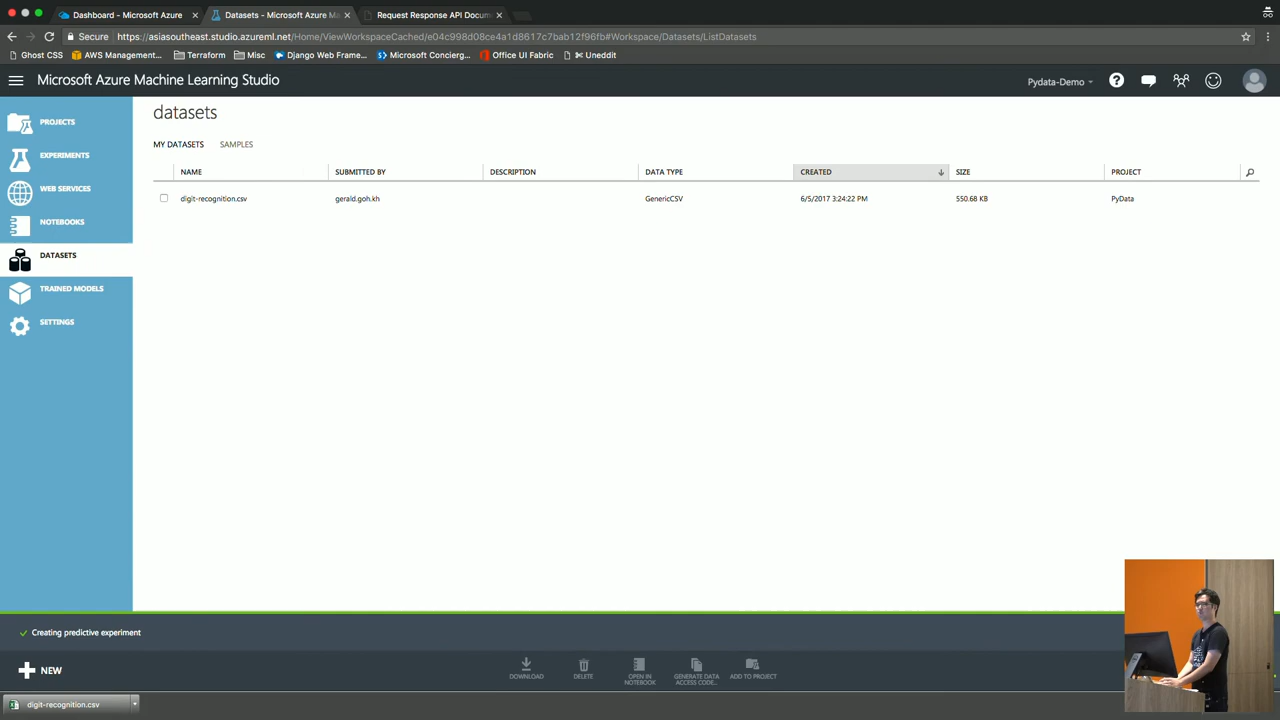 Dashboard - Microsoft Azure
Datasets - Microsoft Azure Ma
Request Response API Docum
Secure
https://asiasoutheast.studio.azureml.net/Home/ViewWorkspaceCached/e04c998d08ce4a1d8617c7bab12f96fb#Workspace/Datasets/ListDatasets
Ghost CSS
AWS Management...
Terraform
Misc
Django Web Frame...
Microsoft Concierg...
Office UI Fabric
Uneddit
Microsoft Azure Machine Learning Studio
Pydata-Demo
PROJECTS
EXPERIMENTS
WEB SERVICES
NOTEBOOKS
DATASETS
TRAINED MODELS
SETTINGS
datasets
MY DATASETS
SAMPLES
NAME SUBMITTED BY DESCRIPTION DATA TYPE CREATED SIZE PROJECT
digit-recognition.csv gerald.goh.kh GenericCSV 6/5/2017 3:24:22 PM 550.68 KB PyData
Creating predictive experiment
NEW
DOWNLOAD
DELETE
OPEN IN
NOTEBOOK
GENERATE DATA
ACCESS CODE...
ADD TO PROJECT
digit-recognition.csv